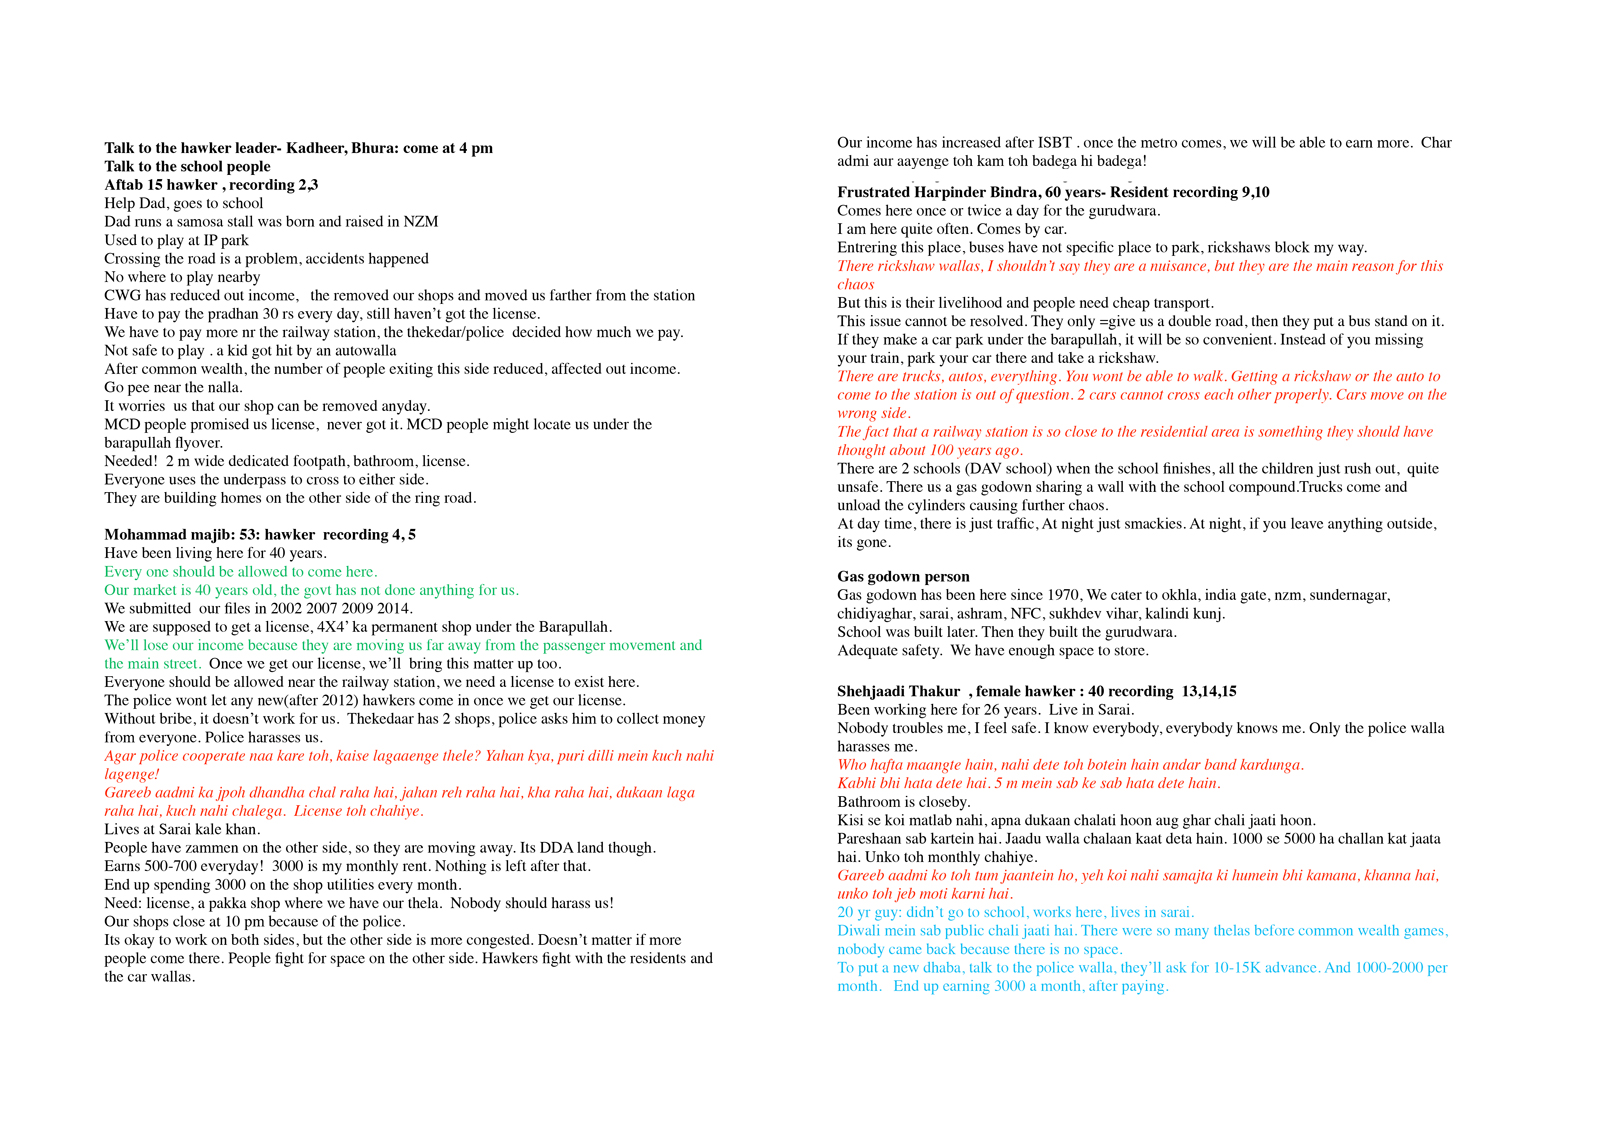 Talk to the hawker leader- Kadheer, Bhura: come at 4 pm
Talk to the school people
Aftab 15 hawker , recording 2,3
Help Dad, goes to school
Dad runs a samosa stall was born and raised in NZM
Used to play at IP park
Crossing the road is a problem, accidents happened
No where to play nearby
CWG has reduced out income,   the removed our shops and moved us farther from the station
Have to pay the pradhan 30 rs every day, still haven't got the license.
We have to pay more nr the railway station, the thekedar/police  decided how much we pay.
Not safe to play . a kid got hit by an autowalla
After common wealth, the number of people exiting this side reduced, affected out income.
Go pee near the nalla.
It worries  us that our shop can be removed anyday.
MCD people promised us license,  never got it. MCD people might locate us under the
barapullah flyover.
Needed!  2 m wide dedicated footpath, bathroom, license.
Everyone uses the underpass to cross to either side.
They are building homes on the other side of the ring road.
Mohammad majib: 53: hawker  recording 4, 5
Have been living here for 40 years.
Every one should be allowed to come here.
Our market is 40 years old, the govt has not done anything for us.
We submitted  our files in 2002 2007 2009 2014.
We are supposed to get a license, 4X4' ka permanent shop under the Barapullah.
We'll lose our income because they are moving us far away from the passenger movement and
the main street.  Once we get our license, we'll  bring this matter up too.
Everyone should be allowed near the railway station, we need a license to exist here.
The police wont let any new(after 2012) hawkers come in once we get our license.
Without bribe, it doesn't work for us.  Thekedaar has 2 shops, police asks him to collect money
from everyone. Police harasses us.
Agar police cooperate naa kare toh, kaise lagaaenge thele? Yahan kya, puri dilli mein kuch nahi
lagenge!
Gareeb aadmi ka jpoh dhandha chal raha hai, jahan reh raha hai, kha raha hai, dukaan laga
raha hai, kuch nahi chalega.  License toh chahiye.
Lives at Sarai kale khan.
People have zammen on the other side, so they are moving away. Its DDA land though.
Earns 500-700 everyday!  3000 is my monthly rent. Nothing is left after that.
End up spending 3000 on the shop utilities every month.
Need: license, a pakka shop where we have our thela.  Nobody should harass us!
Our shops close at 10 pm because of the police.
Its okay to work on both sides, but the other side is more congested. Doesn't matter if more
people come there. People fight for space on the other side. Hawkers fight with the residents and
the car wallas.
Our income has increased after ISBT . once the metro comes, we will be able to earn more.  Char
admi aur aayenge toh kam toh badega hi badega!
Frustrated Harpinder Bindra, 60 years- Resident recording 9,10
Comes here once or twice a day for the gurudwara.
I am here quite often. Comes by car.
Entrering this place, buses have not specific place to park, rickshaws block my way.
There rickshaw wallas, I shouldn't say they are a nuisance, but they are the main reason for this
chaos
But this is their livelihood and people need cheap transport.
This issue cannot be resolved. They only =give us a double road, then they put a bus stand on it.
If they make a car park under the barapullah, it will be so convenient. Instead of you missing
your train, park your car there and take a rickshaw.
There are trucks, autos, everything. You wont be able to walk. Getting a rickshaw or the auto to
come to the station is out of question. 2 cars cannot cross each other properly. Cars move on the
wrong side.
The fact that a railway station is so close to the residential area is something they should have
thought about 100 years ago.
There are 2 schools (DAV school) when the school finishes, all the children just rush out,  quite
unsafe. There us a gas godown sharing a wall with the school compound.Trucks come and
unload the cylinders causing further chaos.
At day time, there is just traffic, At night just smackies. At night, if you leave anything outside,
its gone.
Gas godown person
Gas godown has been here since 1970, We cater to okhla, india gate, nzm, sundernagar,
chidiyaghar, sarai, ashram, NFC, sukhdev vihar, kalindi kunj.
School was built later. Then they built the gurudwara.
Adequate safety.  We have enough space to store.
Shehjaadi Thakur  , female hawker : 40 recording  13,14,15
Been working here for 26 years.  Live in Sarai.
Nobody troubles me, I feel safe. I know everybody, everybody knows me. Only the police walla
harasses me.
Who hafta maangte hain, nahi dete toh botein hain andar band kardunga.
Kabhi bhi hata dete hai. 5 m mein sab ke sab hata dete hain.
Bathroom is closeby.
Kisi se koi matlab nahi, apna dukaan chalati hoon aug ghar chali jaati hoon.
Pareshaan sab kartein hai. Jaadu walla chalaan kaat deta hain. 1000 se 5000 ha challan kat jaata
hai. Unko toh monthly chahiye.
Gareeb aadmi ko toh tum jaantein ho, yeh koi nahi samajta ki humein bhi kamana, khanna hai,
unko toh jeb moti karni hai.
20 yr guy: didn't go to school, works here, lives in sarai.
Diwali mein sab public chali jaati hai. There were so many thelas before common wealth games,
nobody came back because there is no space.
To put a new dhaba, talk to the police walla, they'll ask for 10-15K advance. And 1000-2000 per
month.   End up earning 3000 a month, after paying.